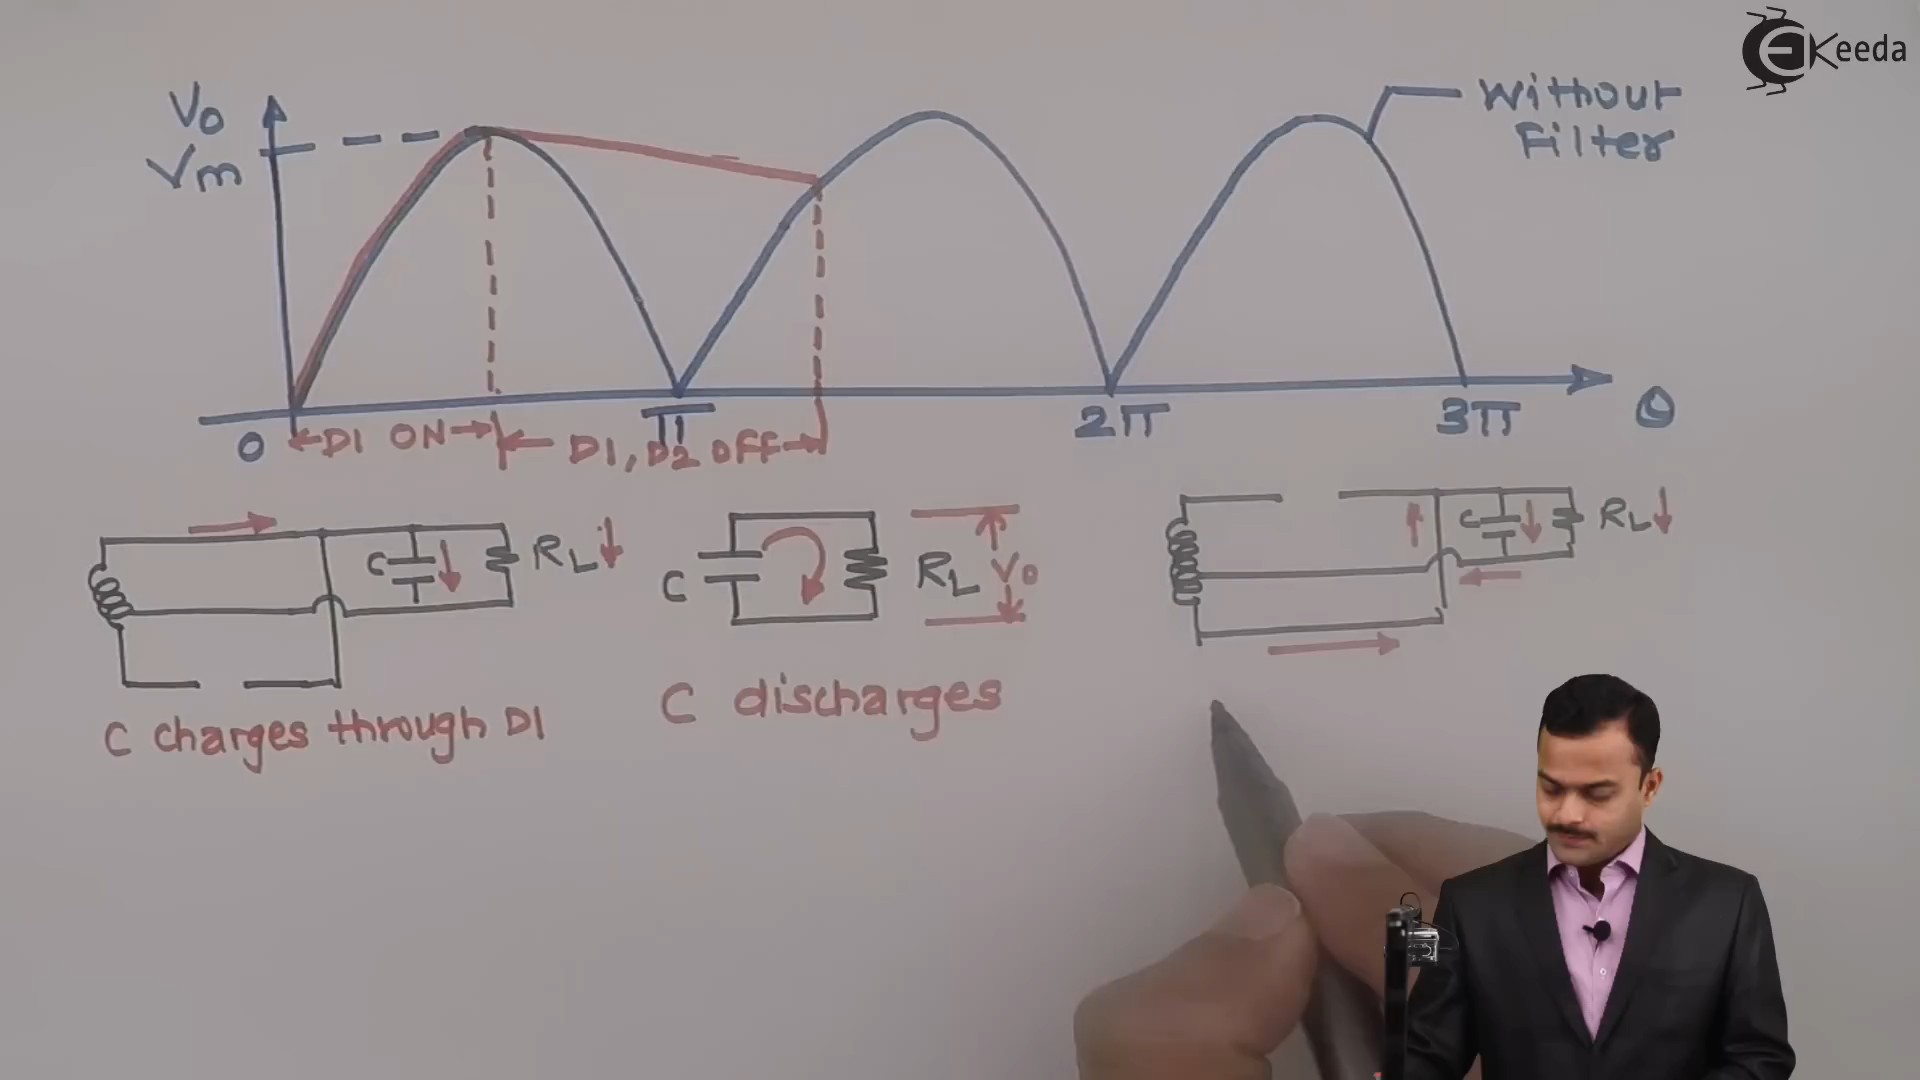 EKeeda
Without
Filter
Vo
Vm
0
π
2π
3π
θ
D1 ON
D1, D2 OFF
C
RL
C
RL
Vo
C
RL
C charges through D1
C discharges